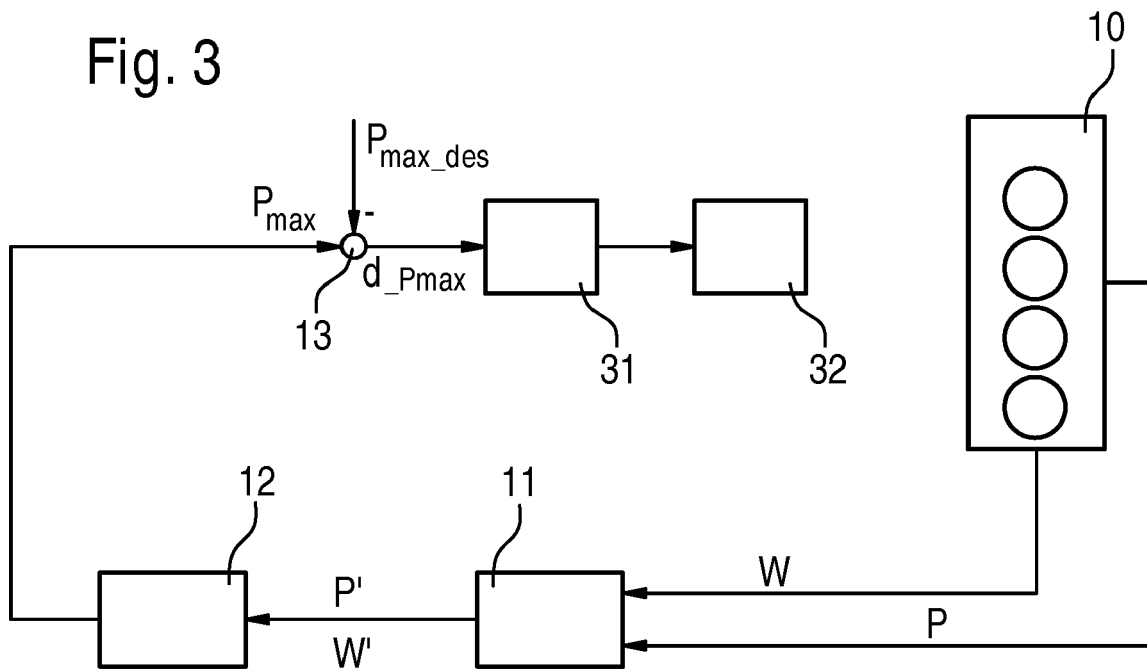 Fig. 3
10
P_max_des
P_max
-
d_Pmax
13
31
32
12
11
W
P'
P
W'